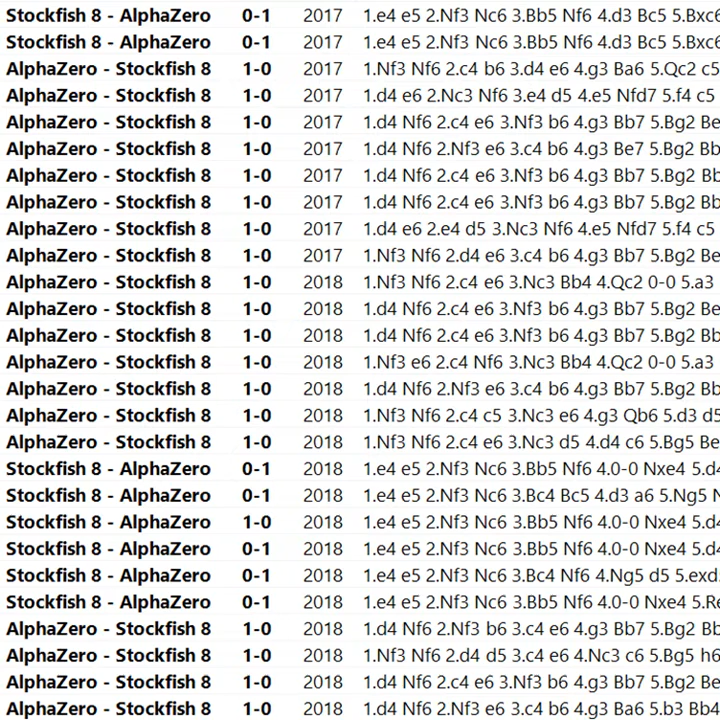 Stockfish 8 - AlphaZero 0-1 2017 1.e4 e5 2.Nf3 Nc6 3.Bb5 Nf6 4.d3 Bc5 5.Bxc6
Stockfish 8 - AlphaZero 0-1 2017 1.e4 e5 2.Nf3 Nc6 3.Bb5 Nf6 4.d3 Bc5 5.Bxc6
AlphaZero - Stockfish 8 1-0 2017 1.Nf3 Nf6 2.c4 b6 3.d4 e6 4.g3 Ba6 5.Qc2 c5
AlphaZero - Stockfish 8 1-0 2017 1.d4 e6 2.Nc3 Nf6 3.e4 d5 4.e5 Nfd7 5.f4 c5
AlphaZero - Stockfish 8 1-0 2017 1.d4 Nf6 2.c4 e6 3.Nf3 b6 4.g3 Bb7 5.Bg2 Be
AlphaZero - Stockfish 8 1-0 2017 1.d4 Nf6 2.Nf3 e6 3.c4 b6 4.g3 Be7 5.Bg2 Bb
AlphaZero - Stockfish 8 1-0 2017 1.d4 Nf6 2.c4 e6 3.Nf3 b6 4.g3 Bb7 5.Bg2 Bb
AlphaZero - Stockfish 8 1-0 2017 1.d4 Nf6 2.c4 e6 3.Nf3 b6 4.g3 Bb7 5.Bg2 Bb
AlphaZero - Stockfish 8 1-0 2017 1.d4 e6 2.e4 d5 3.Nc3 Nf6 4.e5 Nfd7 5.f4 c5
AlphaZero - Stockfish 8 1-0 2017 1.Nf3 Nf6 2.d4 e6 3.c4 b6 4.g3 Bb7 5.Bg2 Be
AlphaZero - Stockfish 8 1-0 2018 1.Nf3 Nf6 2.c4 e6 3.Nc3 Bb4 4.Qc2 0-0 5.a3
AlphaZero - Stockfish 8 1-0 2018 1.d4 Nf6 2.c4 e6 3.Nf3 b6 4.g3 Bb7 5.Bg2 Be
AlphaZero - Stockfish 8 1-0 2018 1.d4 Nf6 2.c4 e6 3.Nf3 b6 4.g3 Bb7 5.Bg2 Bb
AlphaZero - Stockfish 8 1-0 2018 1.Nf3 e6 2.c4 Nf6 3.Nc3 Bb4 4.Qc2 0-0 5.a3
AlphaZero - Stockfish 8 1-0 2018 1.d4 Nf6 2.Nf3 e6 3.c4 b6 4.g3 Bb7 5.Bg2 Bb
AlphaZero - Stockfish 8 1-0 2018 1.Nf3 Nf6 2.c4 c5 3.Nc3 e6 4.g3 Qb6 5.d3 d5
AlphaZero - Stockfish 8 1-0 2018 1.Nf3 Nf6 2.c4 e6 3.Nc3 d5 4.d4 c6 5.Bg5 Be
Stockfish 8 - AlphaZero 0-1 2018 1.e4 e5 2.Nf3 Nc6 3.Bb5 Nf6 4.0-0 Nxe4 5.d4
Stockfish 8 - AlphaZero 0-1 2018 1.e4 e5 2.Nf3 Nc6 3.Bc4 Bc5 4.d3 a6 5.Ng5 N
Stockfish 8 - AlphaZero 1-0 2018 1.e4 e5 2.Nf3 Nc6 3.Bb5 Nf6 4.0-0 Nxe4 5.d4
Stockfish 8 - AlphaZero 0-1 2018 1.e4 e5 2.Nf3 Nc6 3.Bb5 Nf6 4.0-0 Nxe4 5.d4
Stockfish 8 - AlphaZero 0-1 2018 1.e4 e5 2.Nf3 Nc6 3.Bc4 Nf6 4.Ng5 d5 5.exd
Stockfish 8 - AlphaZero 0-1 2018 1.e4 e5 2.Nf3 Nc6 3.Bb5 Nf6 4.0-0 Nxe4 5.Re
AlphaZero - Stockfish 8 1-0 2018 1.d4 Nf6 2.Nf3 b6 3.c4 e6 4.g3 Bb7 5.Bg2 Bb
AlphaZero - Stockfish 8 1-0 2018 1.Nf3 Nf6 2.d4 d5 3.c4 e6 4.Nc3 c6 5.Bg5 h6
AlphaZero - Stockfish 8 1-0 2018 1.d4 Nf6 2.c4 e6 3.Nf3 b6 4.g3 Bb7 5.Bg2 Be
AlphaZero - Stockfish 8 1-0 2018 1.d4 Nf6 2.Nf3 e6 3.c4 b6 4.g3 Ba6 5.b3 Bb4